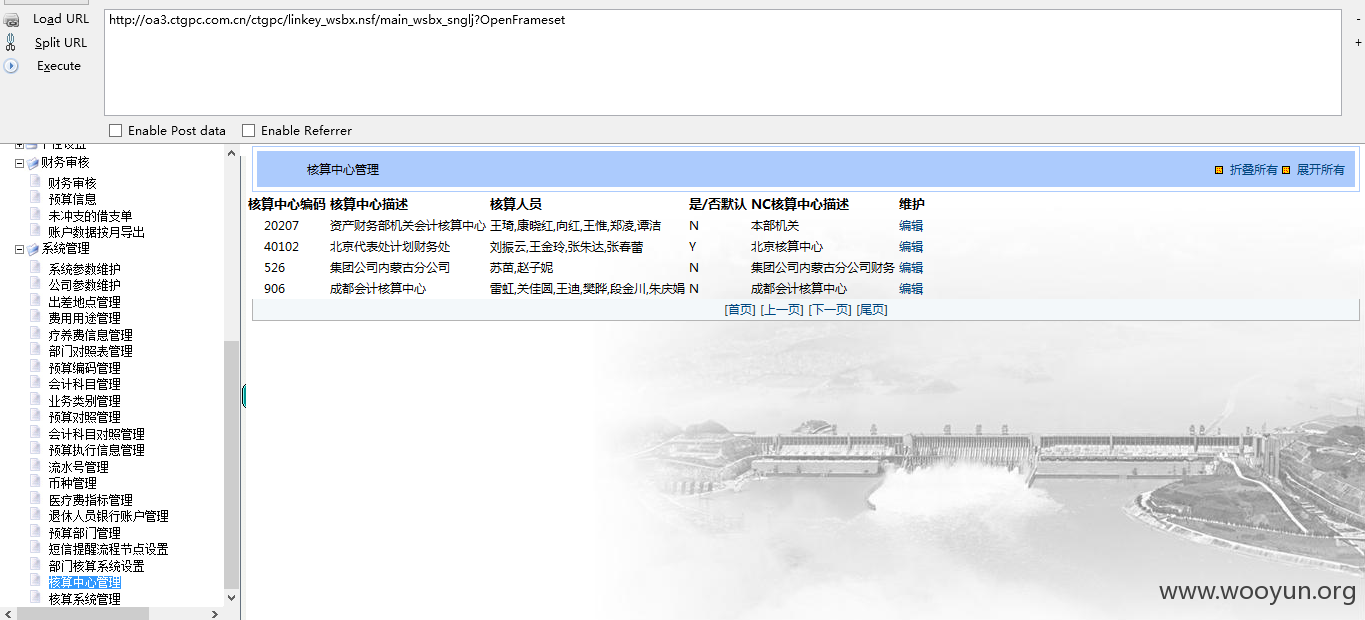 Load URL
http://oa3.ctgpc.com.cn/ctgpc/linkey_wsbx.nsf/main_wsbx_snglj?OpenFrameset
Split URL
Execute
Enable Post data Enable Referrer
财务审核
财务审核
预算信息
未冲支的借支单
账户数据按月导出
系统管理
系统参数维护
公司参数维护
出差地点管理
费用用途管理
疗养费信息管理
部门对照表管理
预算编码管理
会计科目管理
业务类别管理
预算对照管理
会计科目对照管理
预算执行信息管理
流水号管理
币种管理
医疗费指标管理
退休人员银行账户管理
预算部门管理
短信提醒流程节点设置
部门核算系统设置
核算中心管理
核算系统管理
核算中心管理 折叠所有 展开所有
核算中心编码 核算中心描述 核算人员 是/否默认 NC核算中心描述 维护
20207 资产财务部机关会计核算中心 王琦,康晓红,向红,王惟,郑凌,谭洁 N 本部机关 编辑
40102 北京代表处计划财务处 刘振云,王金玲,张朱达,张春蕾 Y 北京核算中心 编辑
526 集团公司内蒙古分公司 苏苗,赵子妮 N 集团公司内蒙古分公司财务 编辑
906 成都会计核算中心 雷虹,关佳圆,王迪,樊晔,段金川,朱庆娟 N 成都会计核算中心 编辑
[首页] [上一页] [下一页] [尾页]
www.wooyun.org